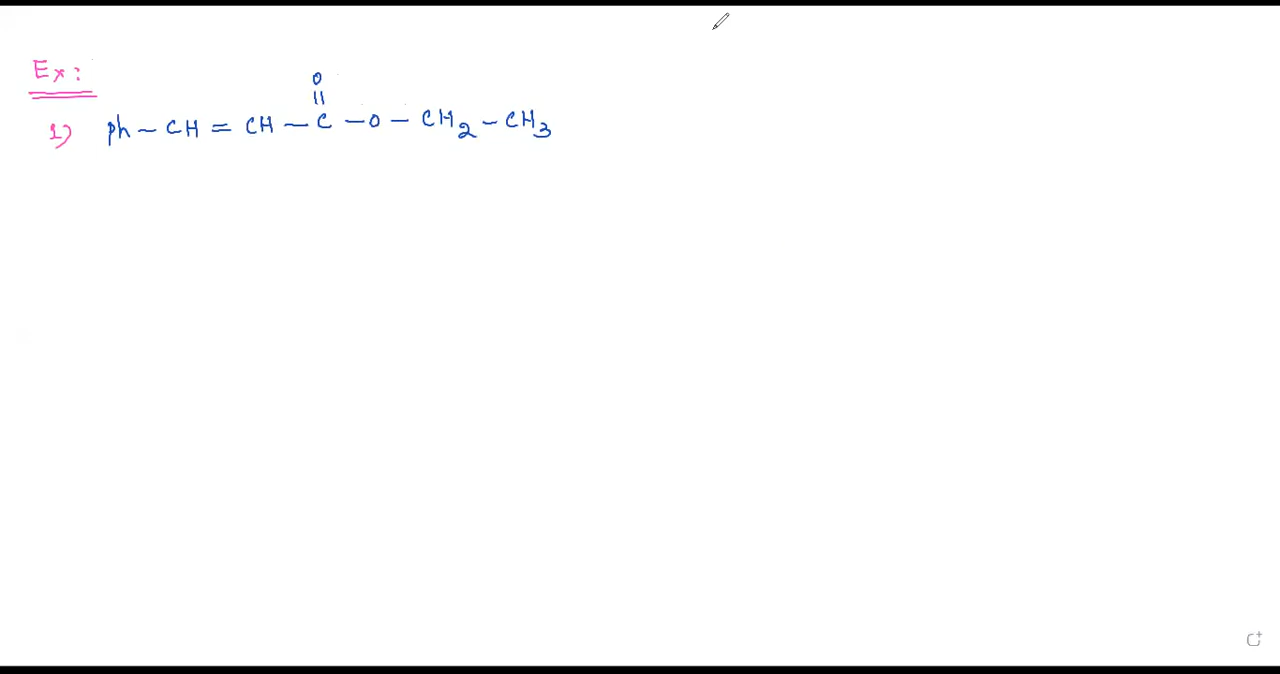 Ex:
O
||
1) ph - CH = CH - C - O - CH2 - CH3